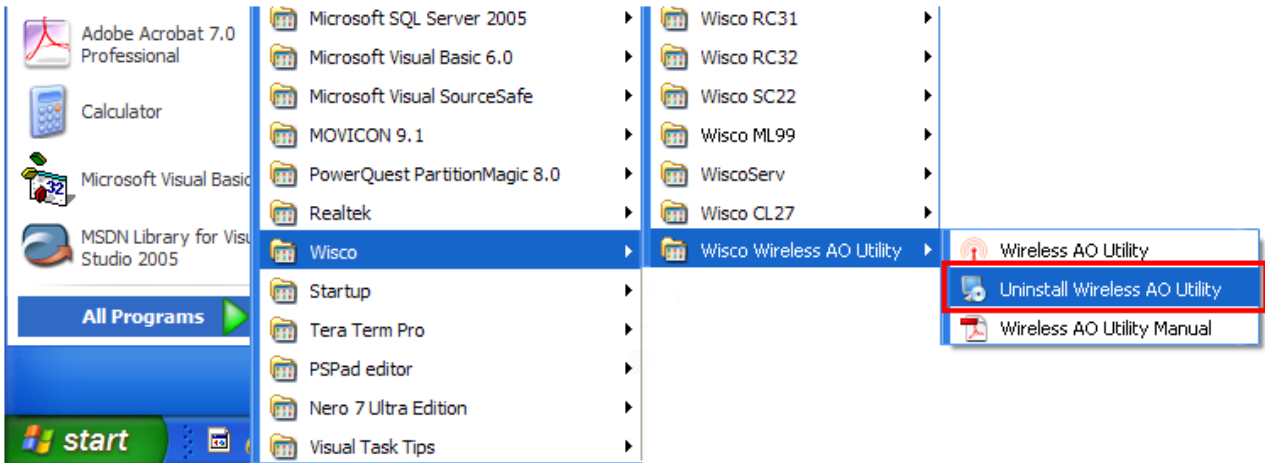 Adobe Acrobat 7.0
Professional
Calculator
Microsoft Visual Basic
MSDN Library for Visu
Studio 2005
All Programs
start
Microsoft SQL Server 2005
Microsoft Visual Basic 6.0
Microsoft Visual SourceSafe
MOVICON 9.1
PowerQuest PartitionMagic 8.0
Realtek
Wisco
Startup
Tera Term Pro
PSPad editor
Nero 7 Ultra Edition
Visual Task Tips
Wisco RC31
Wisco RC32
Wisco SC22
Wisco ML99
WiscoServ
Wisco CL27
Wisco Wireless AO Utility
Wireless AO Utility
Uninstall Wireless AO Utility
Wireless AO Utility Manual